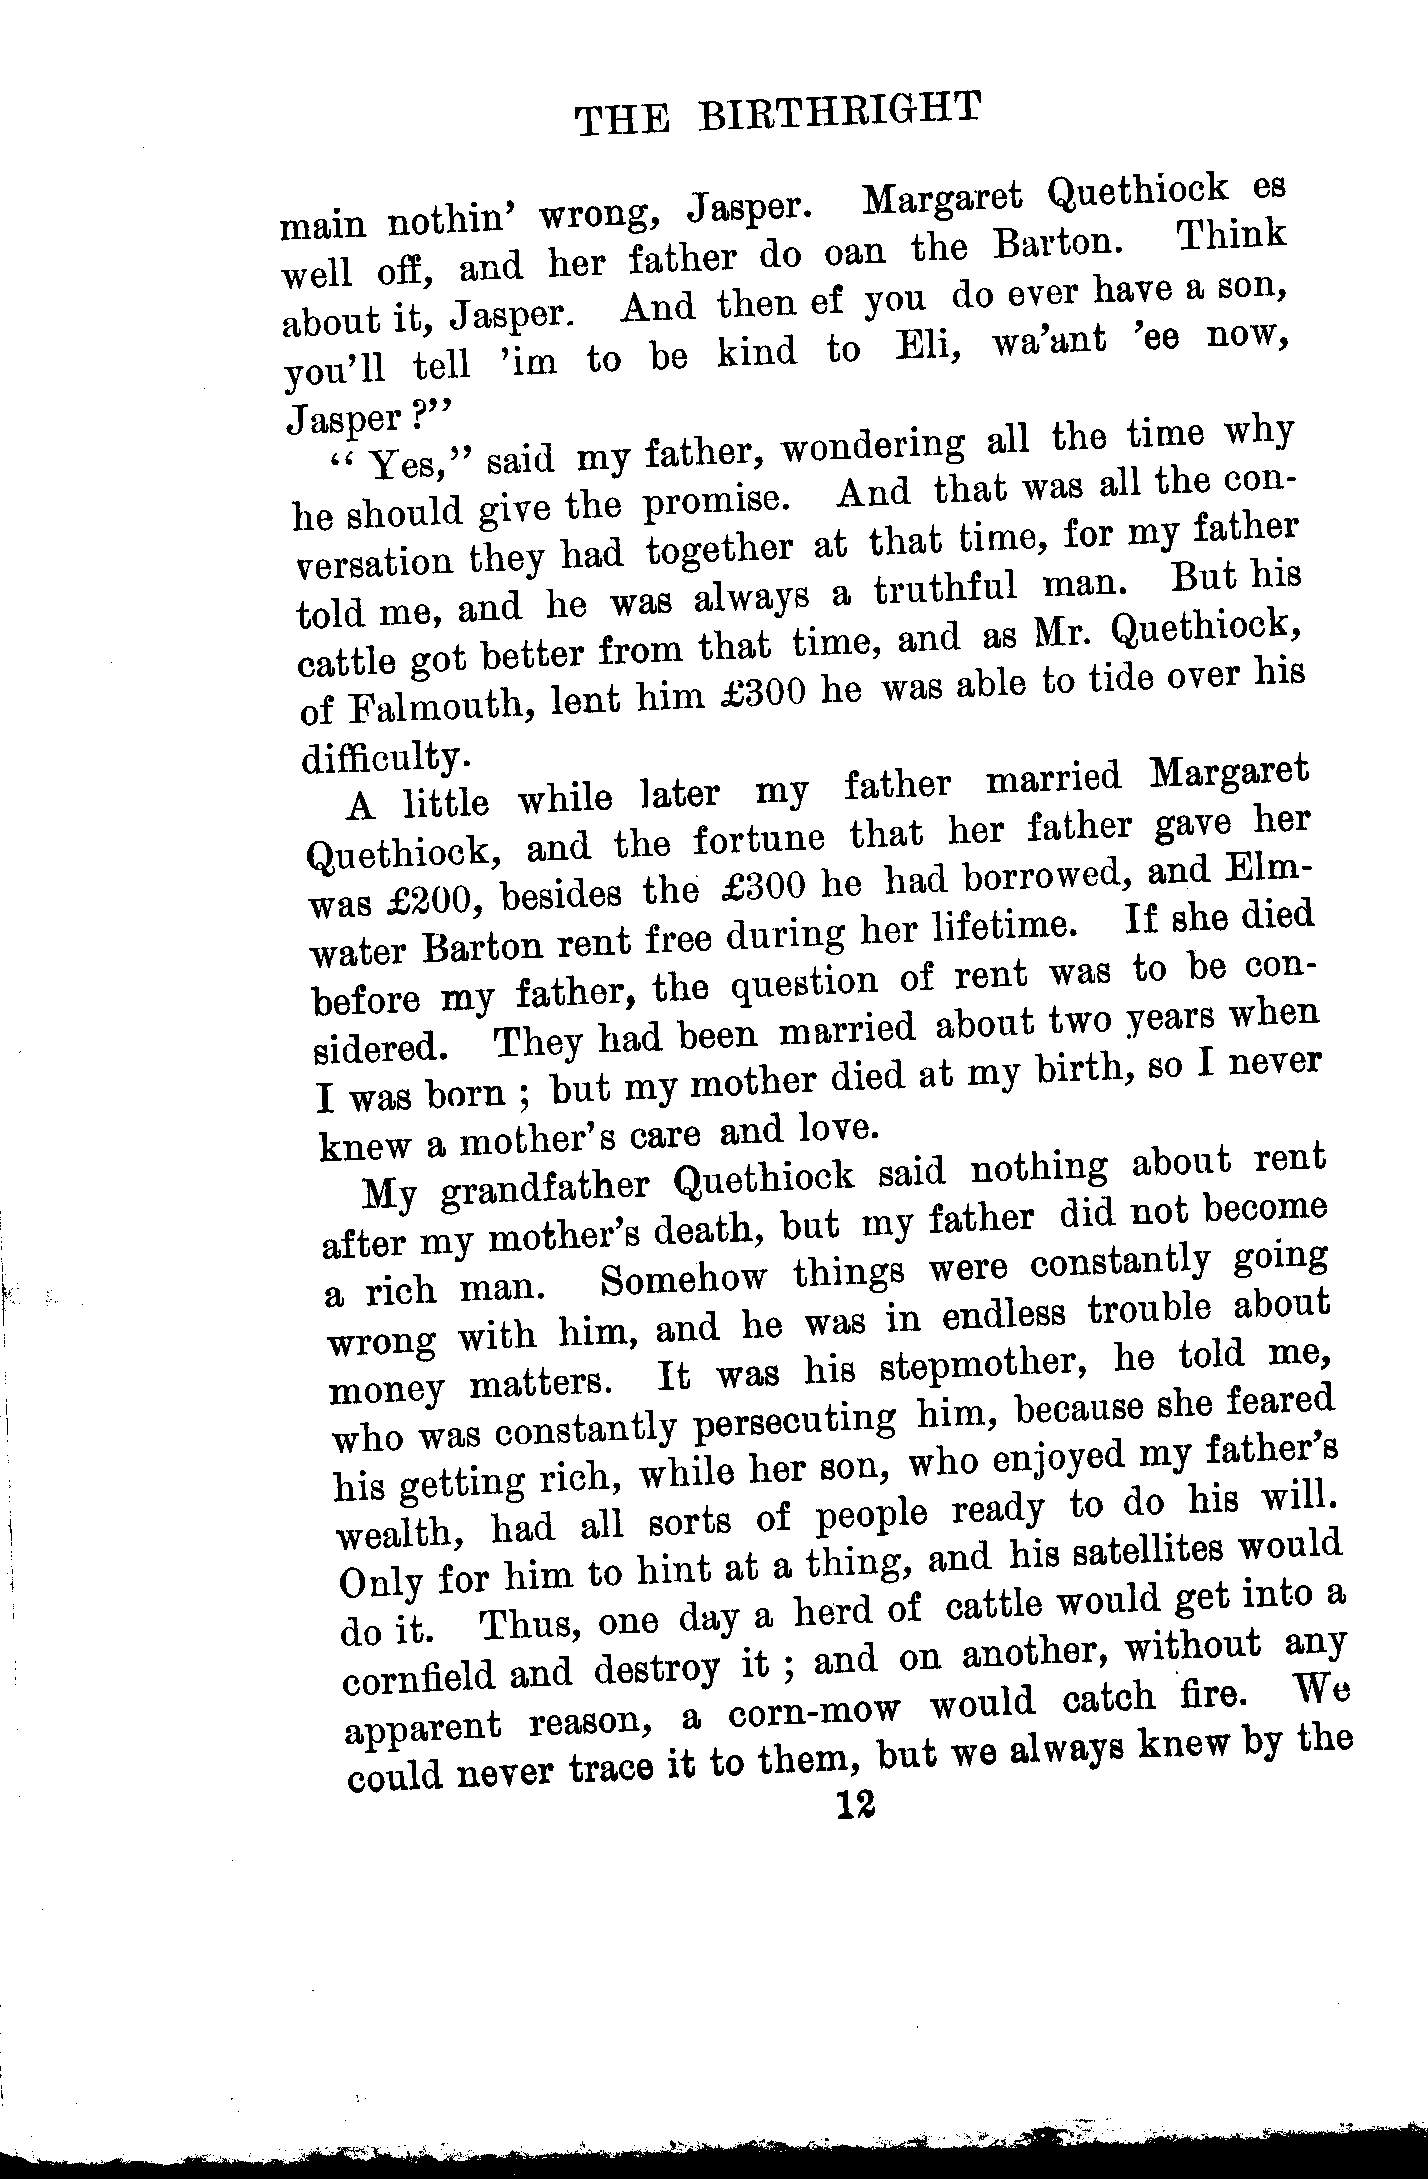 THE BIRTHRIGHT
main nothin' wrong, Jasper. Margaret Quethiock es
well off, and her father do oan the Barton. Think
about it, Jasper. And then ef you do ever have a son,
you'll tell 'im to be kind to Eli, wa'ant 'ee now,
Jasper?"
"Yes," said my father, wondering all the time why
he should give the promise. And that was all the con-
versation they had together at that time, for my father
told me, and he was always a truthful man. But his
cattle got better from that time, and as Mr. Quethiock,
of Falmouth, lent him £300 he was able to tide over his
difficulty.
A little while later my father married Margaret
Quethiock, and the fortune that her father gave her
was £200, besides the £300 he had borrowed, and Elm-
water Barton rent free during her lifetime. If she died
before my father, the question of rent was to be con-
sidered. They had been married about two years when
I was born; but my mother died at my birth, so I never
knew a mother's care and love.
My grandfather Quethiock said nothing about rent
after my mother's death, but my father did not become
a rich man. Somehow things were constantly going
wrong with him, and he was in endless trouble about
money matters. It was his stepmother, he told me,
who was constantly persecuting him, because she feared
his getting rich, while her son, who enjoyed my father's
wealth, had all sorts of people ready to do his will.
Only for him to hint at a thing, and his satellites would
do it. Thus, one day a herd of cattle would get into a
cornfield and destroy it; and on another, without any
apparent reason, a corn-mow would catch fire. We
could never trace it to them, but we always knew by the
12